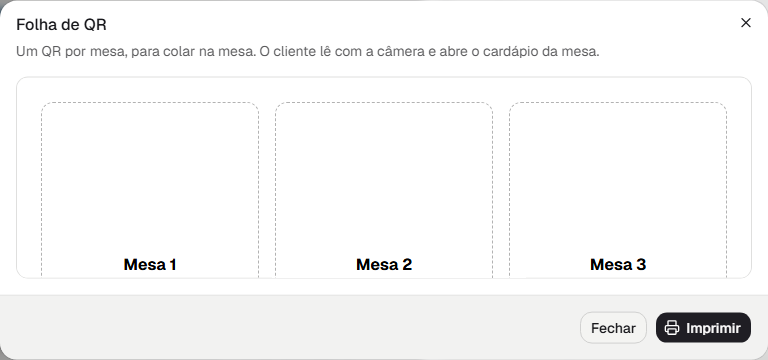 Folha de QR
Um QR por mesa, para colar na mesa. O cliente lê com a câmera e abre o cardápio da mesa.
Mesa 1
Mesa 2
Mesa 3
Fechar
Imprimir